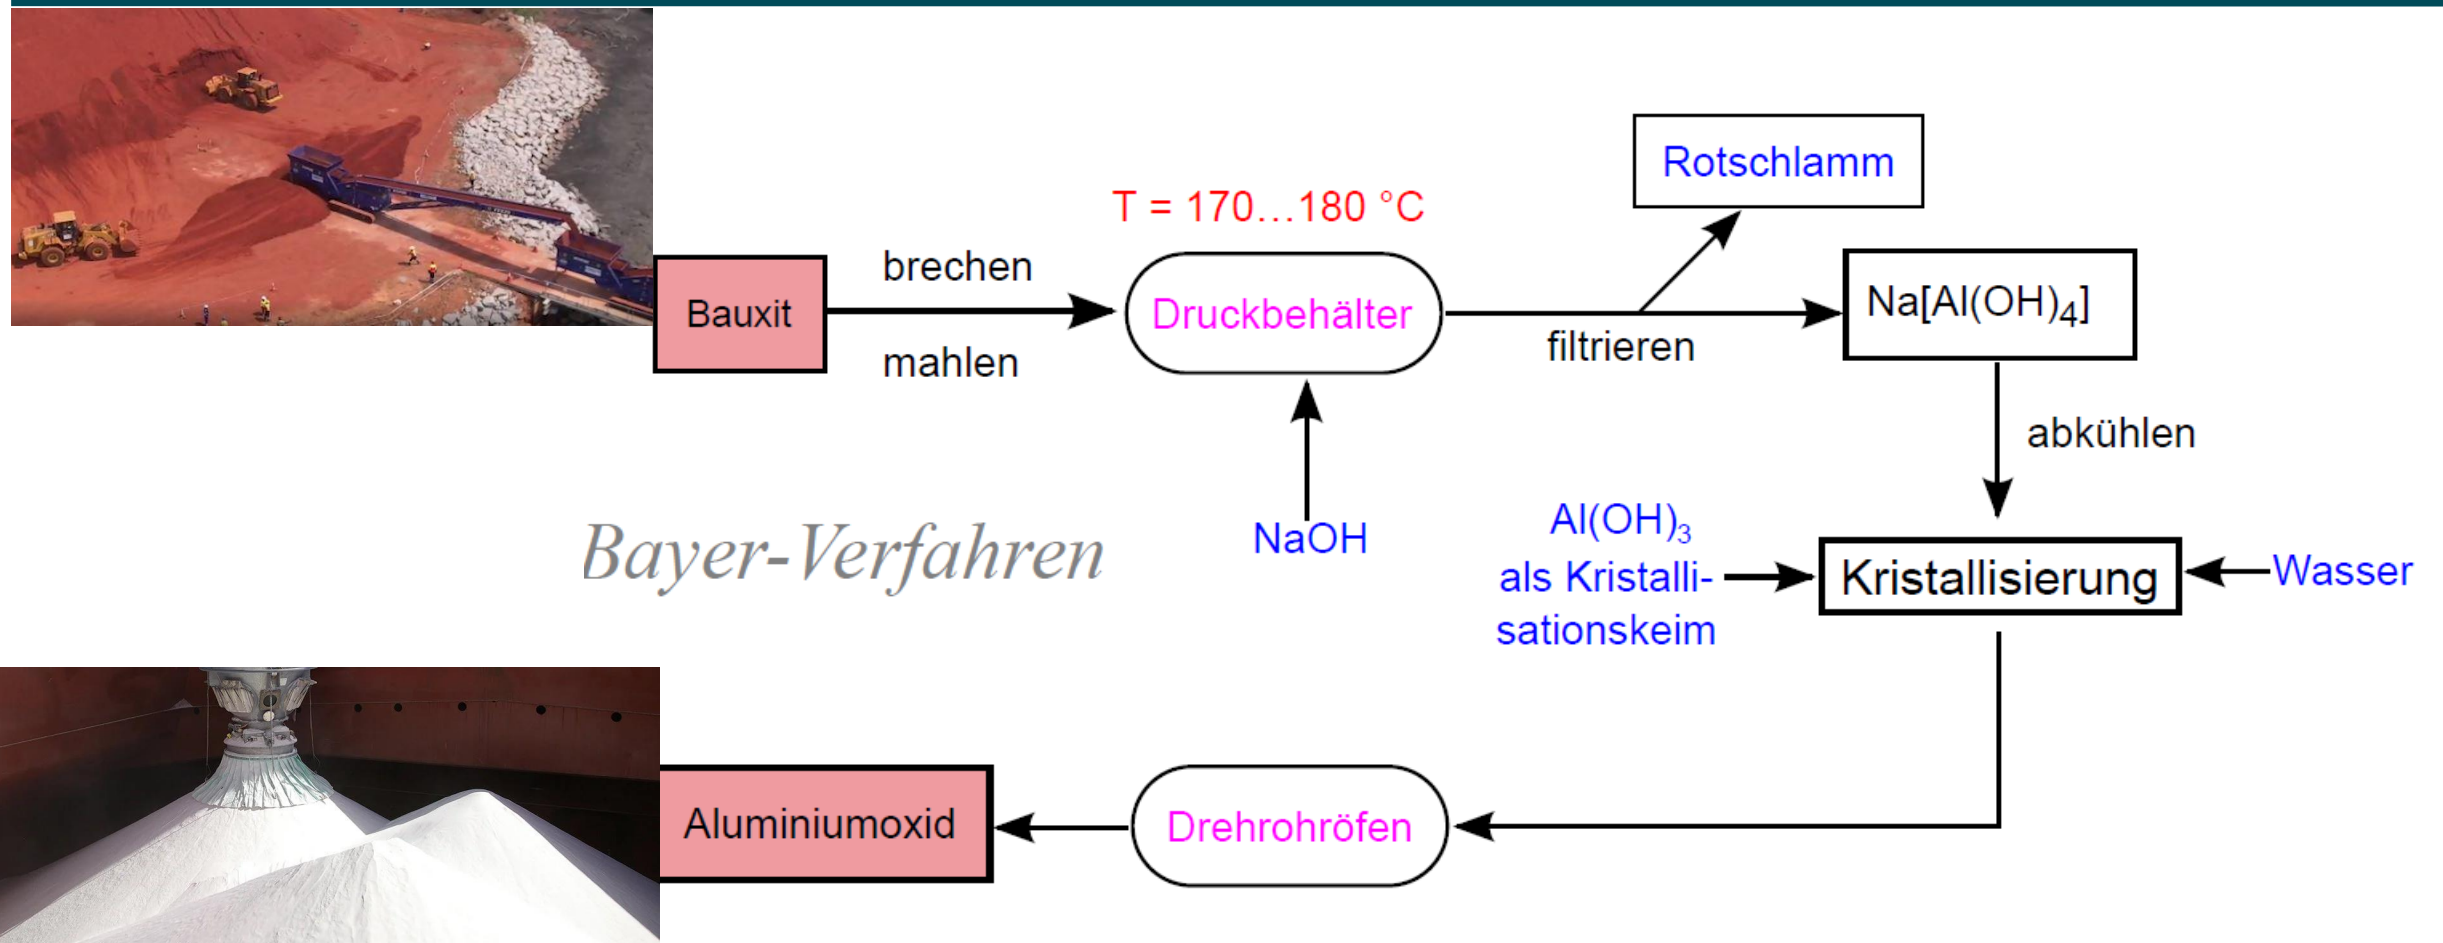 Rotschlamm
T = 170...180 °C
brechen
Bauxit
mahlen
Druckbehälter
filtrieren
Na[Al(OH)₄]
abkühlen
NaOH
Bayer-Verfahren
Al(OH)₃
als Kristalli-
sationskeim
Kristallisierung
Wasser
Aluminiumoxid
Drehrohröfen